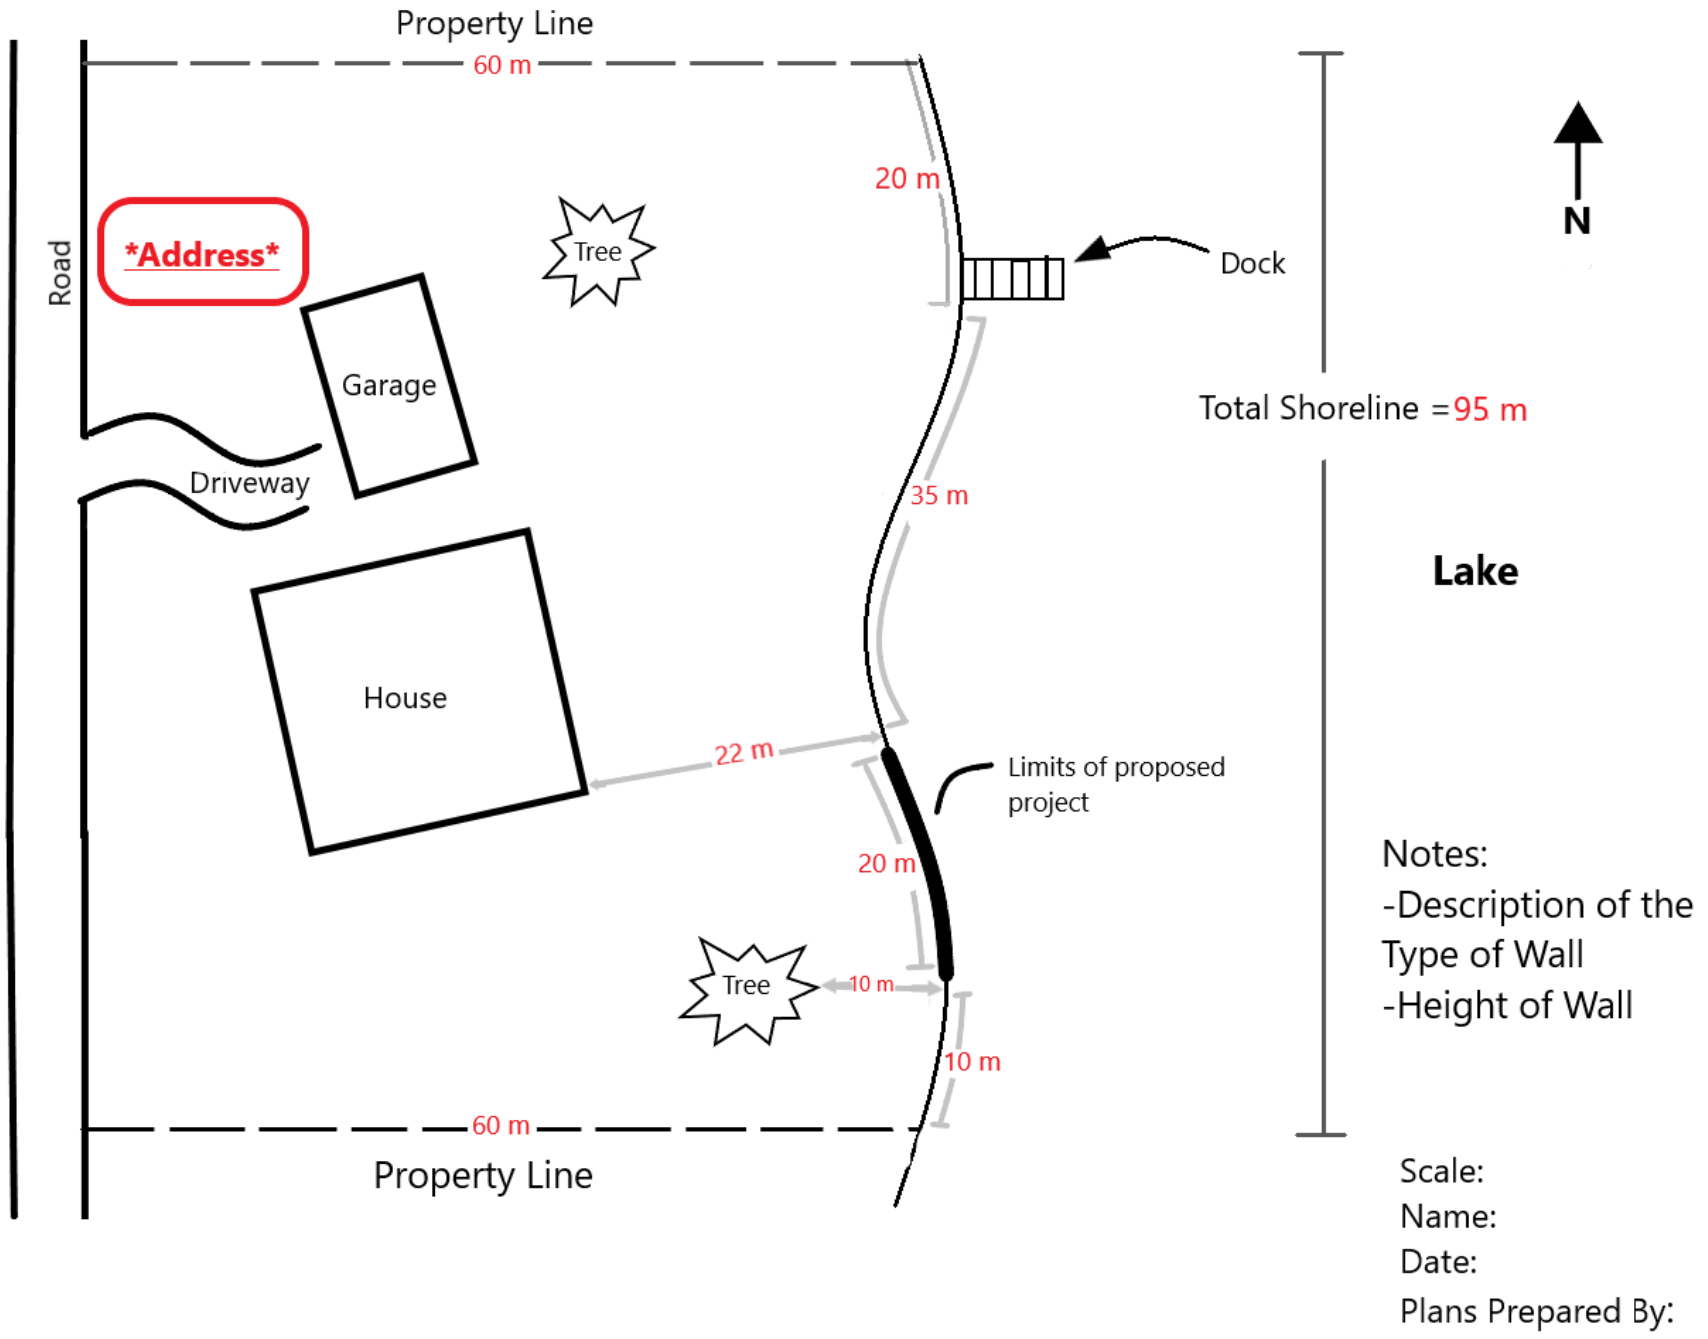 Property Line
60 m
Road
*Address*
Tree
20 m
Dock
N
Garage
Total Shoreline =95 m
Driveway
35 m
Lake
House
22 m
Limits of proposed
project
20 m
Notes:
-Description of the
Type of Wall
-Height of Wall
Tree
10 m
10 m
60 m
Property Line
Scale:
Name:
Date:
Plans Prepared By: